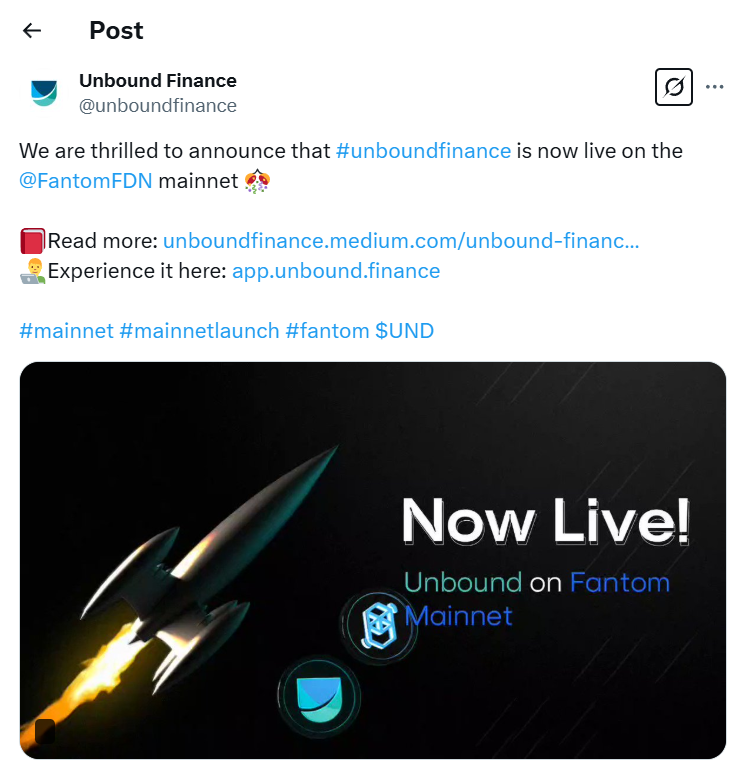 Post
Unbound Finance
@unboundfinance
We are thrilled to announce that #unboundfinance is now live on the
@FantomFDN mainnet 🎊
📕Read more: unboundfinance.medium.com/unbound-financ…
👨‍💻Experience it here: app.unbound.finance
#mainnet #mainnetlaunch #fantom $UND
Now Live!
Unbound on Fantom
Mainnet